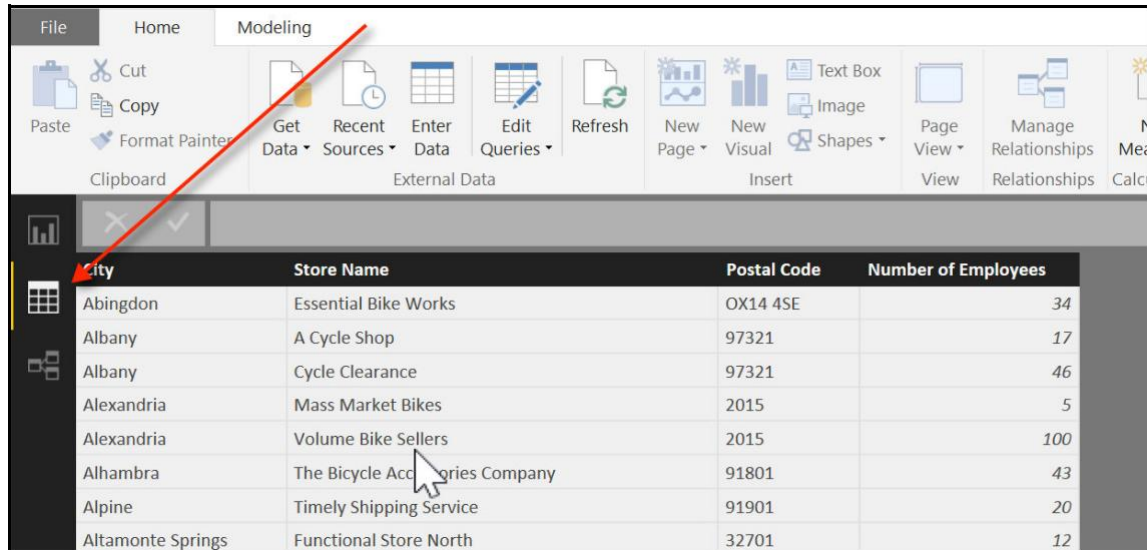 File Home Modeling
Paste
Cut
Copy
Format Painter
Clipboard
Get Data
Recent Sources
Enter Data
Edit Queries
Refresh
External Data
New Page
New Visual
Text Box
Image
Shapes
Insert
Page View
View
Manage Relationships
Relationships
City Store Name Postal Code Number of Employees
Abingdon Essential Bike Works OX14 4SE 34
Albany A Cycle Shop 97321 17
Albany Cycle Clearance 97321 46
Alexandria Mass Market Bikes 2015 5
Alexandria Volume Bike Sellers 2015 100
Alhambra The Bicycle Accessories Company 91801 43
Alpine Timely Shipping Service 91901 20
Altamonte Springs Functional Store North 32701 12